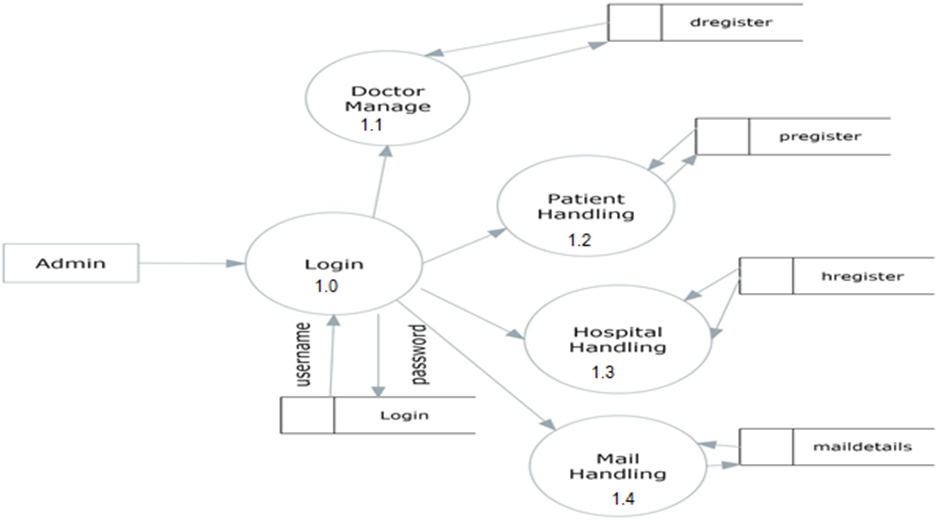 dregister
Doctor
Manage
1.1
pregister
Patient
Handling
1.2
Admin
Login
1.0
hregister
username
password
Hospital
Handling
1.3
Login
maildetails
Mail
Handling
1.4